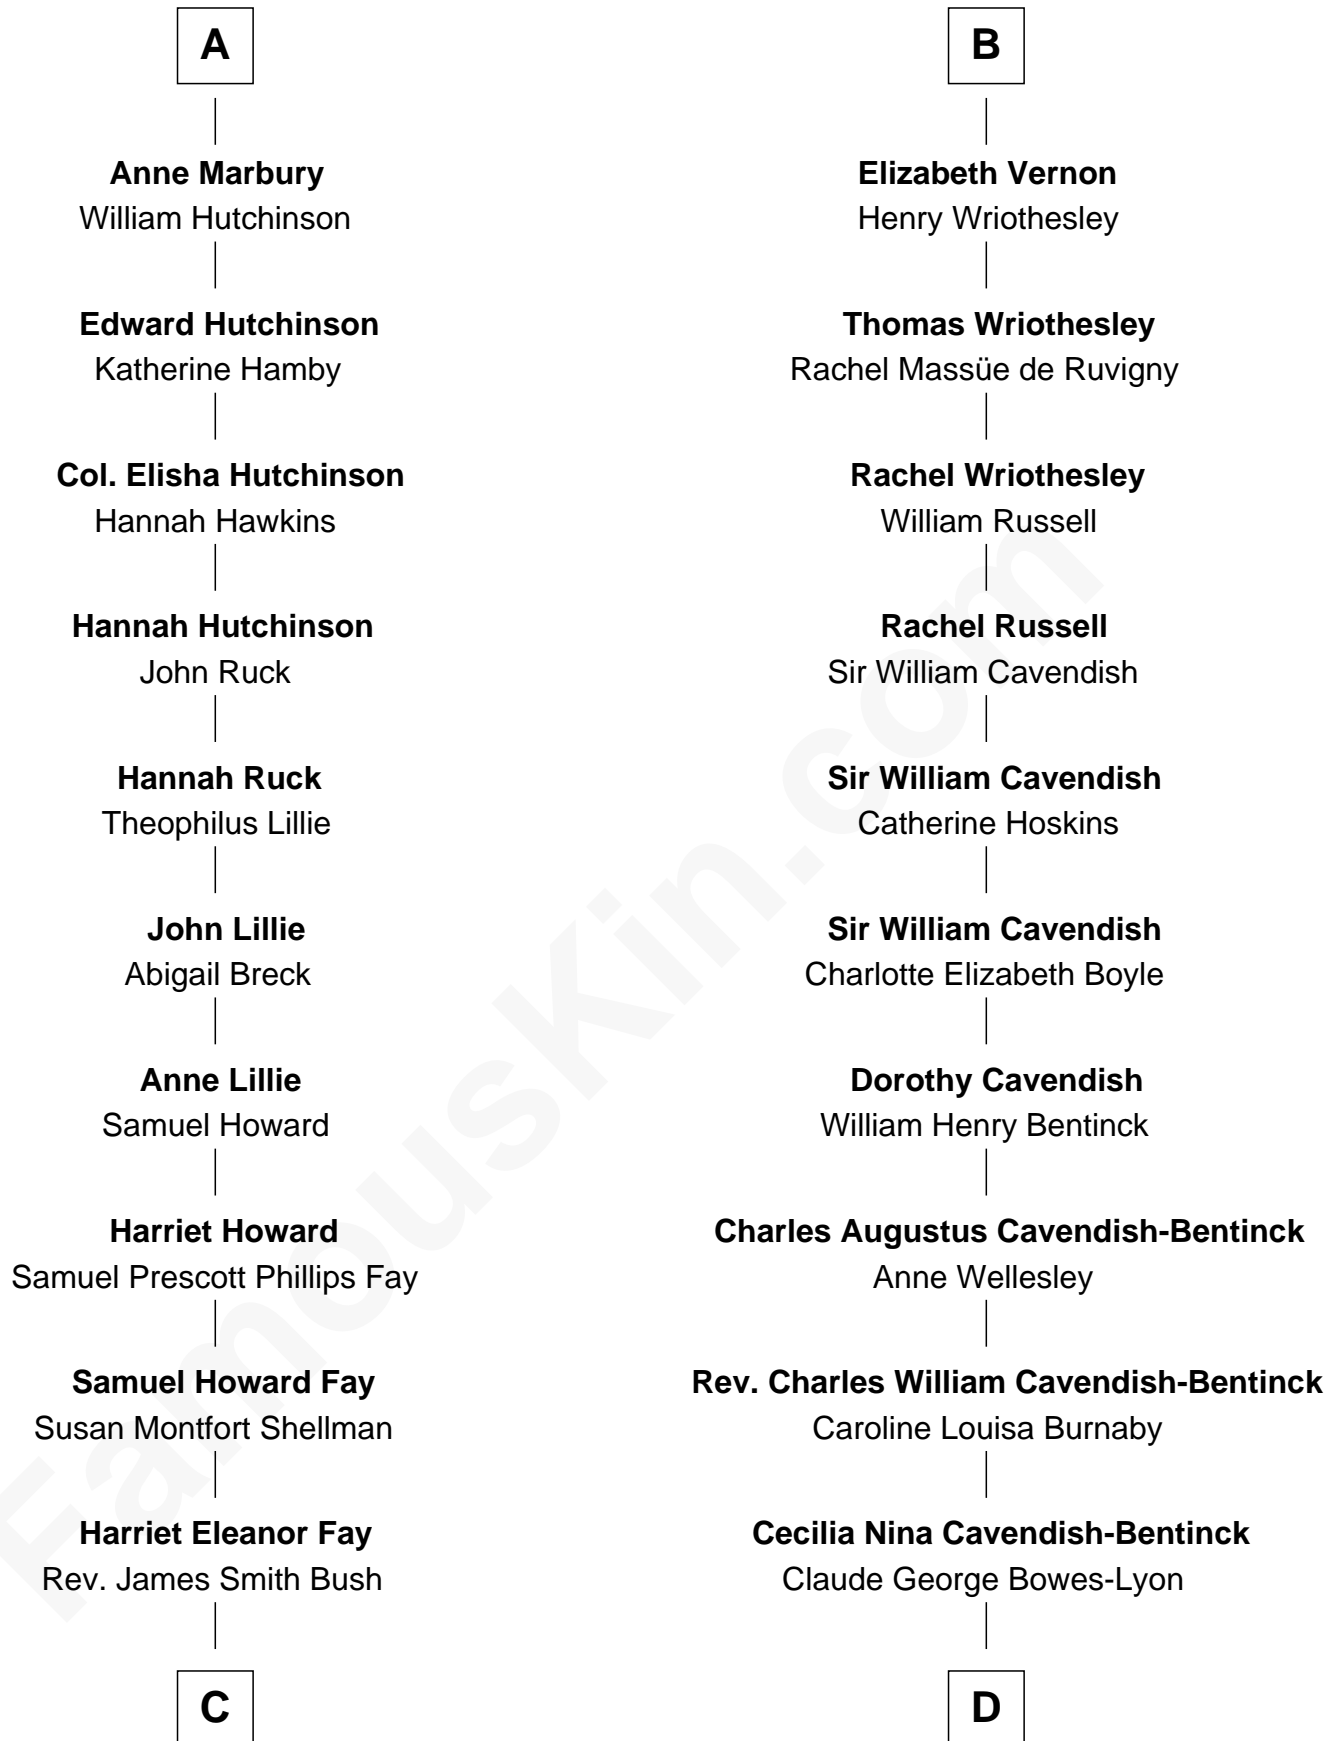 A
Anne Marbury
William Hutchinson
Edward Hutchinson
Katherine Hamby
Col. Elisha Hutchinson
Hannah Hawkins
Hannah Hutchinson
John Ruck
Hannah Ruck
Theophilus Lillie
John Lillie
Abigail Breck
Anne Lillie
Samuel Howard
Harriet Howard
Samuel Prescott Phillips Fay
Samuel Howard Fay
Susan Montfort Shellman
Harriet Eleanor Fay
Rev. James Smith Bush
C
B
Elizabeth Vernon
Henry Wriothesley
Thomas Wriothesley
Rachel Massüe de Ruvigny
Rachel Wriothesley
William Russell
Rachel Russell
Sir William Cavendish
Sir William Cavendish
Catherine Hoskins
Sir William Cavendish
Charlotte Elizabeth Boyle
Dorothy Cavendish
William Henry Bentinck
Charles Augustus Cavendish-Bentinck
Anne Wellesley
Rev. Charles William Cavendish-Bentinck
Caroline Louisa Burnaby
Cecilia Nina Cavendish-Bentinck
Claude George Bowes-Lyon
D
FamousKin.com